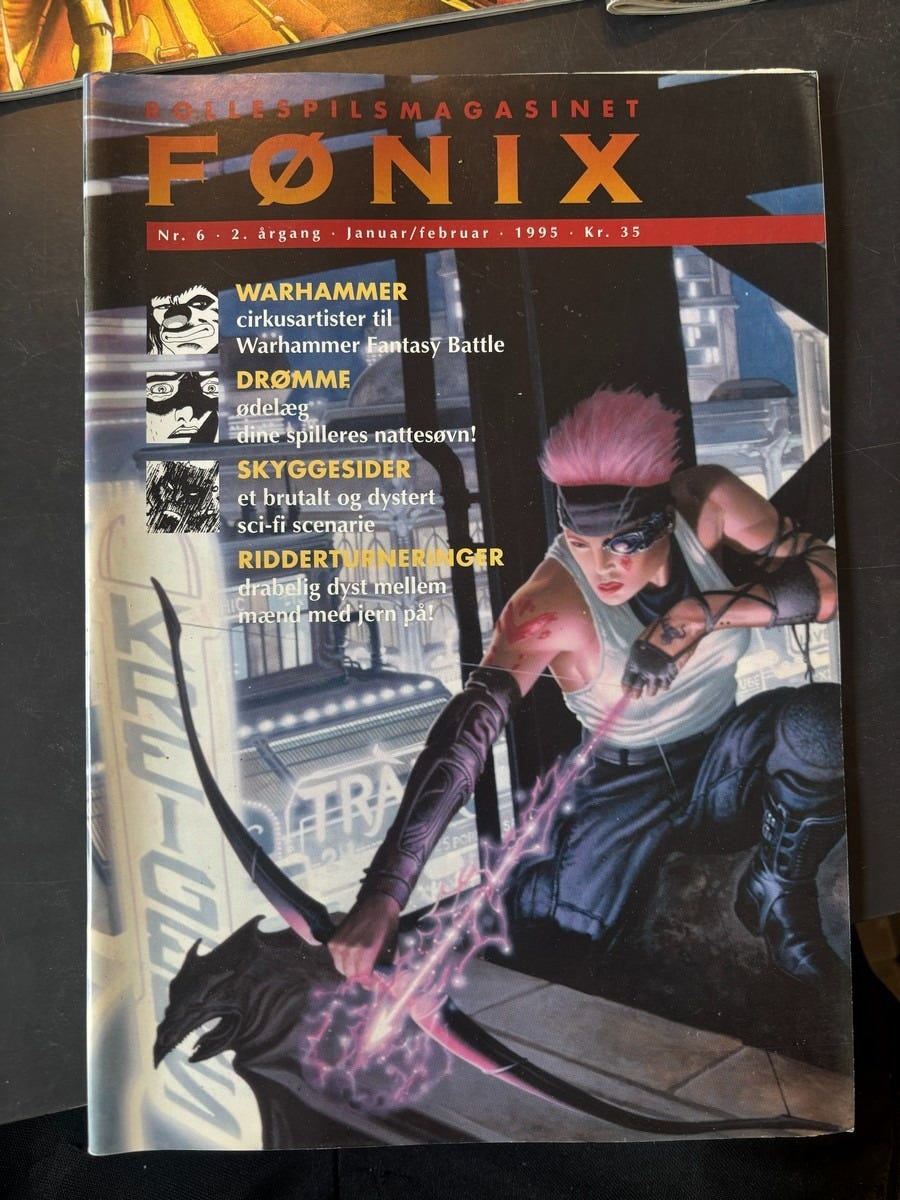 ROLLESPILSMAGASINET
FØNIX
Nr. 6 · 2. årgang · Januar/februar · 1995 · Kr. 35
WARHAMMER
cirkusartister til
Warhammer Fantasy Battle
DRØMME
ødelæg
dine spilleres nattesøvn!
SKYGGESIDER
et brutalt og dystert
sci-fi scenarie
RIDDERTURNERINGER
drabelig dyst mellem
mænd med jern på!
KREIGERS
TRÅ